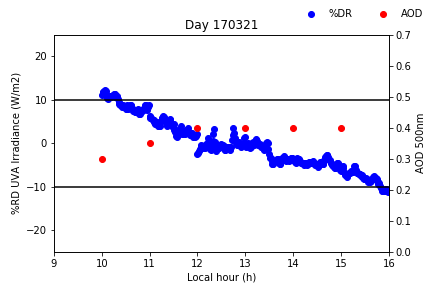 %DR AOD
Day 170321
%RD UVA Irradiance (W/m2)
20
10
0
−10
−20
0.7
0.6
0.5
0.4
0.3
0.2
0.1
0.0
AOD 500nm
9 10 11 12 13 14 15 16
Local hour (h)